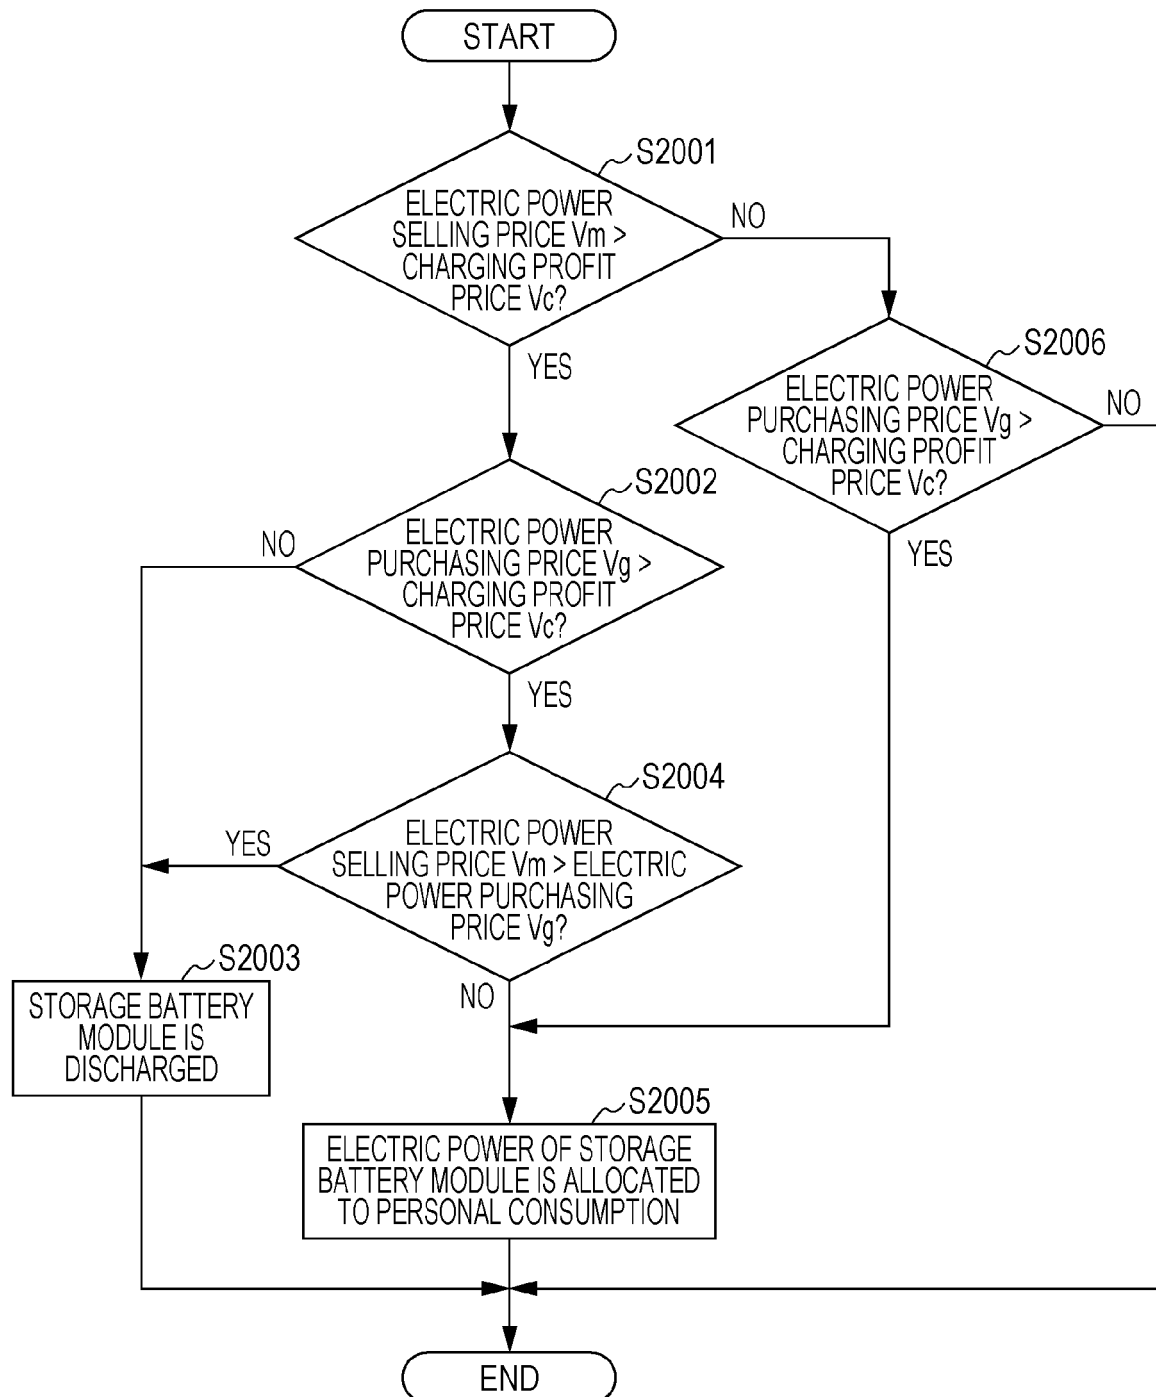 START
S2001
ELECTRIC POWER
SELLING PRICE Vm >
CHARGING PROFIT
PRICE Vc?
NO
YES
S2006
ELECTRIC POWER
PURCHASING PRICE Vg >
CHARGING PROFIT
PRICE Vc?
NO
YES
S2002
ELECTRIC POWER
PURCHASING PRICE Vg >
CHARGING PROFIT
PRICE Vc?
NO
YES
S2004
ELECTRIC POWER
SELLING PRICE Vm > ELECTRIC
POWER PURCHASING
PRICE Vg?
YES
NO
S2003
STORAGE BATTERY
MODULE IS
DISCHARGED
S2005
ELECTRIC POWER OF STORAGE
BATTERY MODULE IS ALLOCATED
TO PERSONAL CONSUMPTION
END